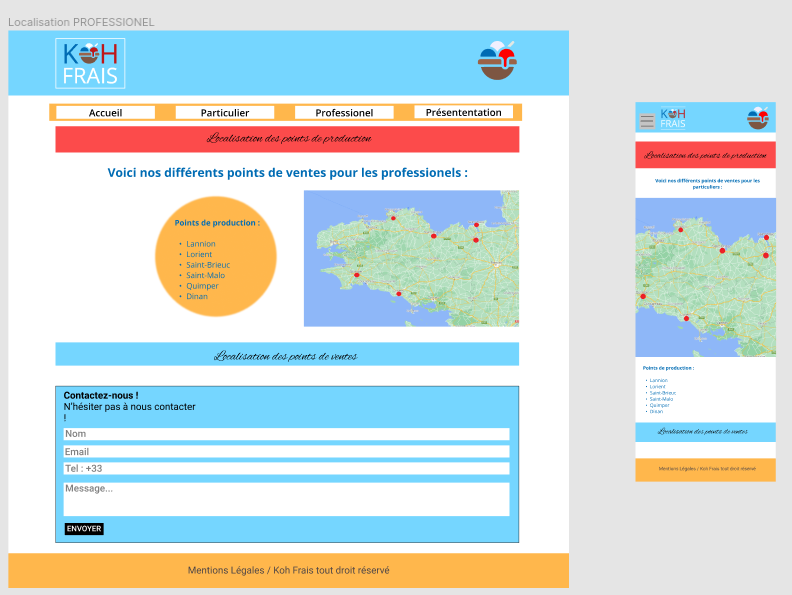 Localisation PROFESSIONEL
KOH
FRAIS
Accueil
Particulier
Professionel
Présententation
Localisation des points de production
Voici nos différents points de ventes pour les professionels :
Points de production :
• Lannion
• Lorient
• Saint-Brieuc
• Saint-Malo
• Quimper
• Dinan
Localisation des points de ventes
Contactez-nous !
N'hésiter pas à nous contacter
!
Nom
Email
Tel : +33
Message...
ENVOYER
Mentions Légales / Koh Frais tout droit réservé
KOH
FRAIS
Localisation des points de production
Voici nos différents points de ventes pour les
particuliers :
Points de production :
• Lannion
• Lorient
• Saint-Brieuc
• Saint-Malo
• Quimper
• Dinan
Localisation des points de ventes
Mentions Légales / Koh Frais tout droit réservé